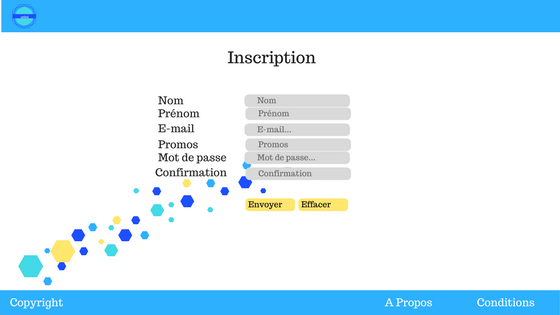 Inscription
Nom Nom
Prénom Prénom
E-mail E-mail...
Promos Promos
Mot de passe Mot de passe...
Confirmation Confirmation
Envoyer Effacer
Copyright A Propos Conditions